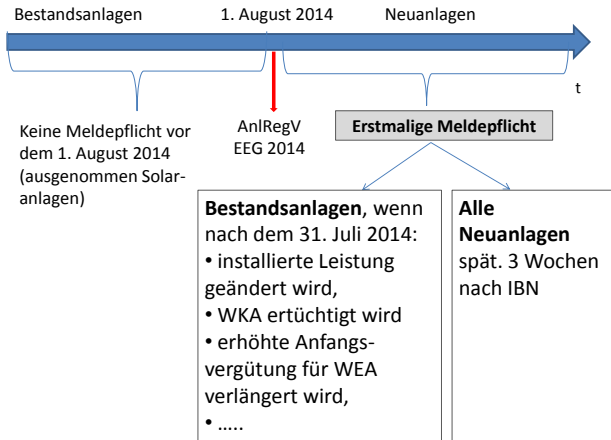 Bestandsanlagen
1. August 2014
Neuanlagen
t
Keine Meldepflicht vor
dem 1. August 2014
(ausgenommen Solar-
anlagen)
AnlRegV
EEG 2014
Erstmalige Meldepflicht
Bestandsanlagen, wenn
nach dem 31. Juli 2014:
• installierte Leistung
geändert wird,
• WKA ertüchtigt wird
• erhöhte Anfangs-
vergütung für WEA
verlängert wird,
• …..
Alle
Neuanlagen
spät. 3 Wochen
nach IBN